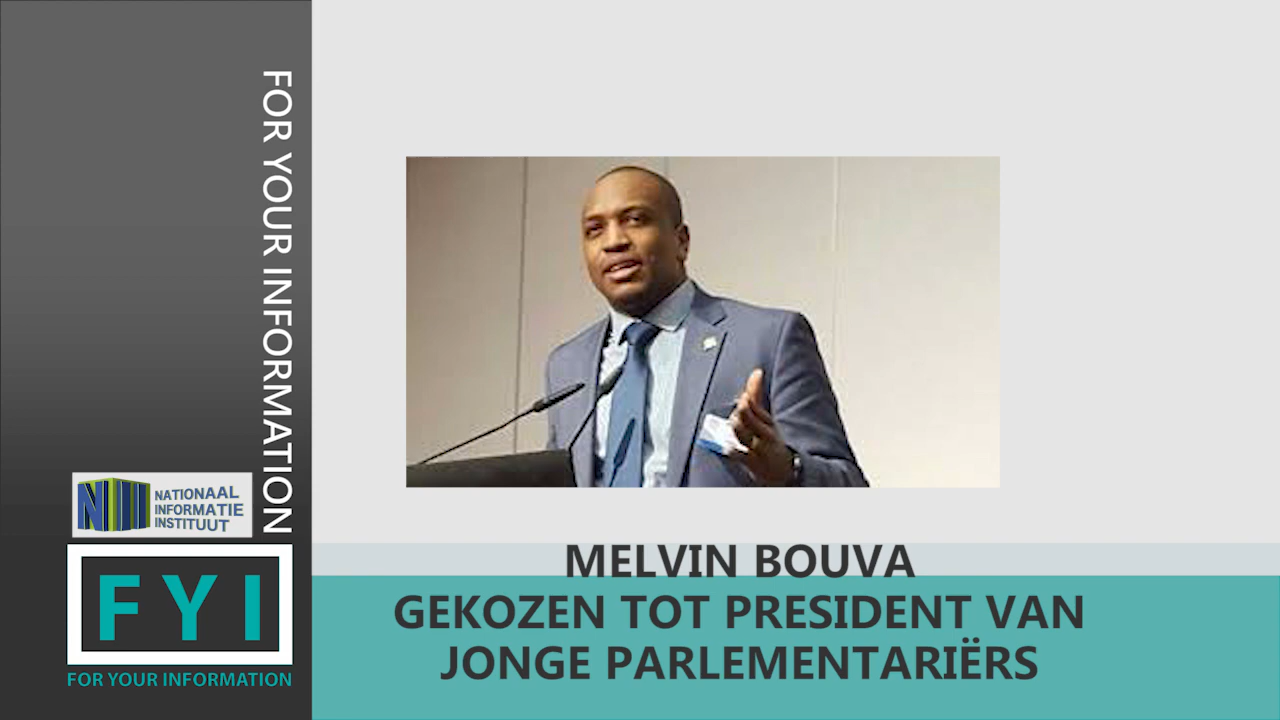 FOR YOUR INFORMATION
NATIONAAL
INFORMATIE
INSTITUUT
FYI
FOR YOUR INFORMATION
MELVIN BOUVA
GEKOZEN TOT PRESIDENT VAN
JONGE PARLEMENTARIËRS